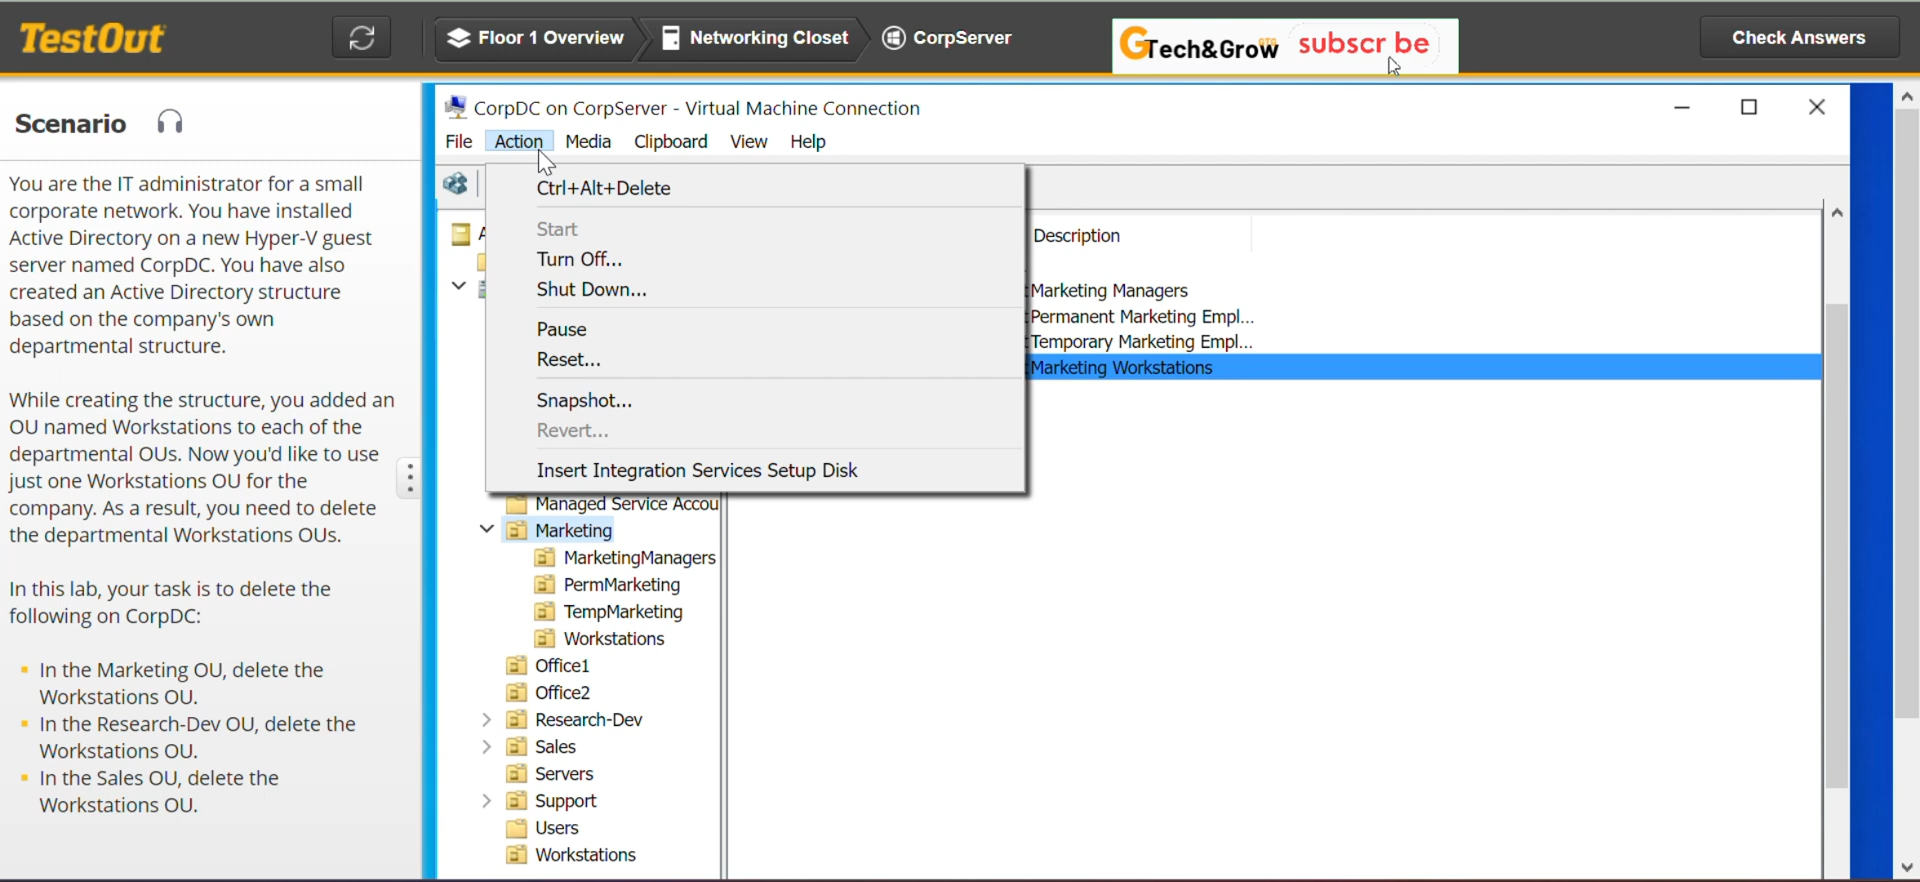 TestOut
Floor 1 Overview
Networking Closet
CorpServer
GTech&Grow
subscr be
Check Answers
Scenario
You are the IT administrator for a small
corporate network. You have installed
Active Directory on a new Hyper-V guest
server named CorpDC. You have also
created an Active Directory structure
based on the company's own
departmental structure.
While creating the structure, you added an
OU named Workstations to each of the
departmental OUs. Now you'd like to use
just one Workstations OU for the
company. As a result, you need to delete
the departmental Workstations OUs.
In this lab, your task is to delete the
following on CorpDC:
In the Marketing OU, delete the
Workstations OU.
In the Research-Dev OU, delete the
Workstations OU.
In the Sales OU, delete the
Workstations OU.
CorpDC on CorpServer - Virtual Machine Connection
File Action Media Clipboard View Help
Ctrl+Alt+Delete
Start
Turn Off...
Shut Down...
Pause
Reset...
Snapshot...
Revert...
Insert Integration Services Setup Disk
Description
Marketing Managers
Permanent Marketing Empl...
Temporary Marketing Empl...
Marketing Workstations
Managed Service Accou
Marketing
MarketingManagers
PermMarketing
TempMarketing
Workstations
Office1
Office2
Research-Dev
Sales
Servers
Support
Users
Workstations